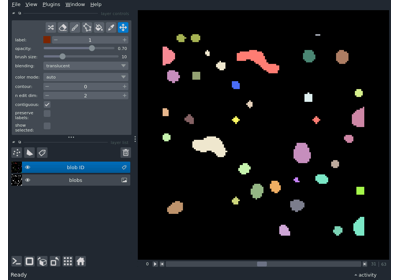 File View Plugins Window Help
label:
1
opacity:
0.70
brush size:
10
blending:
translucent
color mode:
auto
contour:
0
n edit dim:
2
contiguous:
preserve
labels:
show
selected:
blob ID
blobs
0
Ready
activity